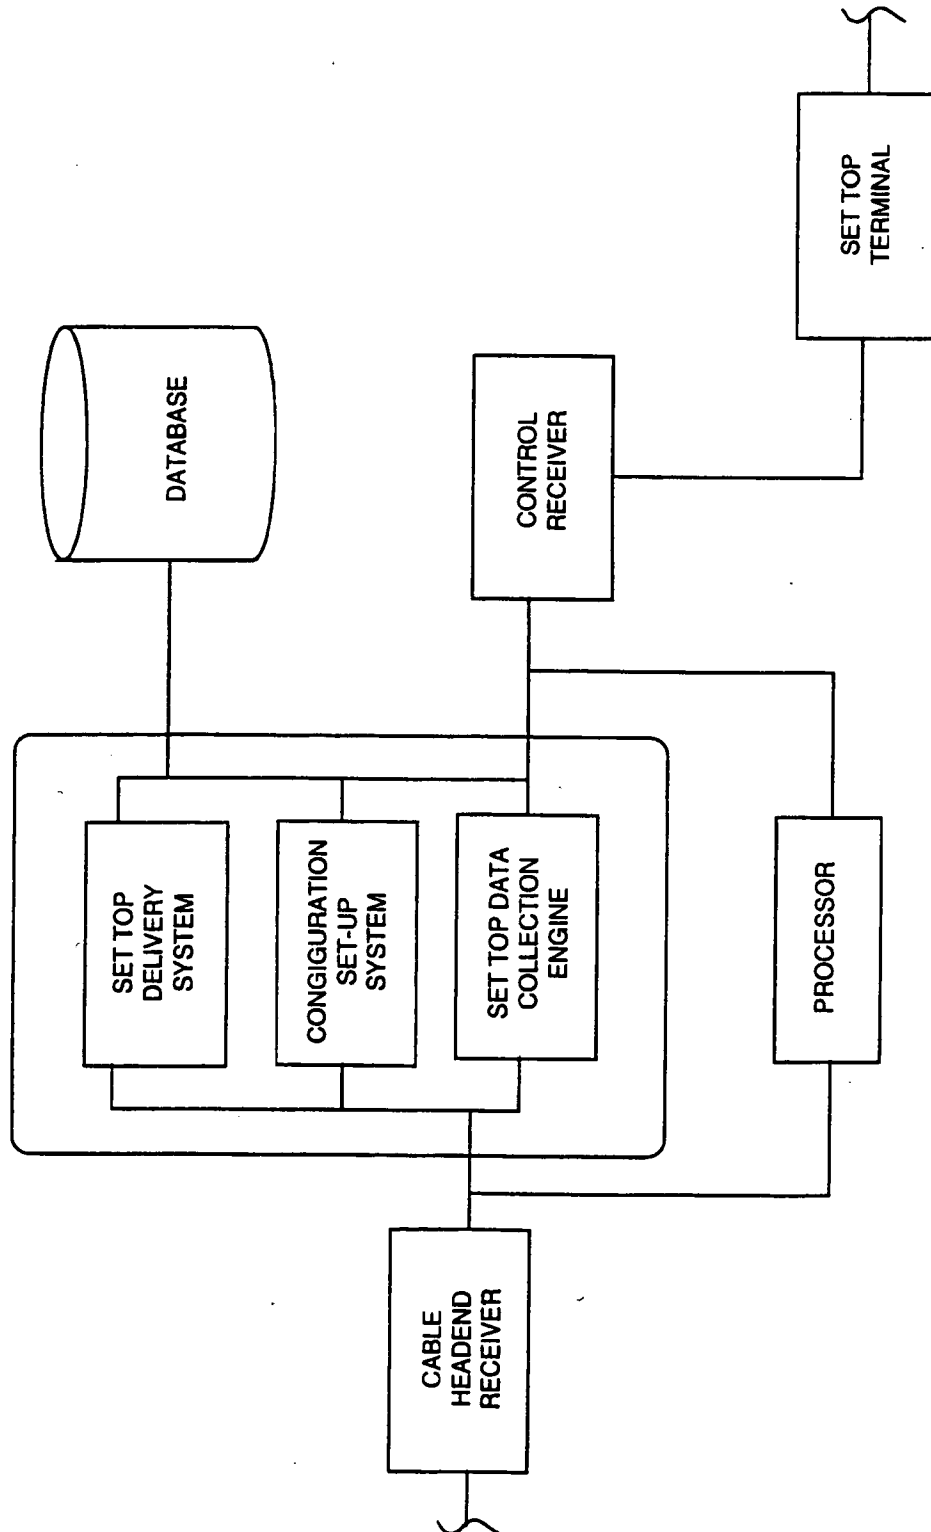 CABLE
HEADEND
RECEIVER
SET TOP
DELIVERY
SYSTEM
CONGIGURATION
SET-UP
SYSTEM
SET TOP DATA
COLLECTION
ENGINE
PROCESSOR
DATABASE
CONTROL
RECEIVER
SET TOP
TERMINAL